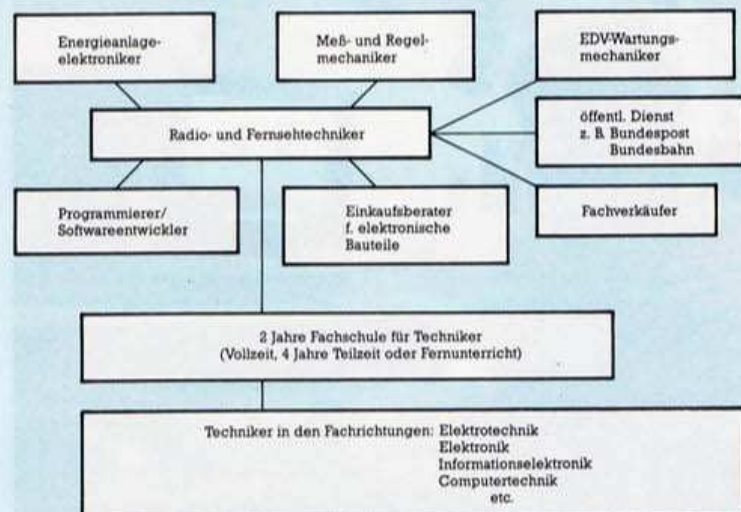 Energieanlage-
elektroniker
Meß- und Regel-
mechaniker
EDV-Wartungs-
mechaniker
Radio- und Fernsehtechniker
öffentl. Dienst
z. B. Bundespost
Bundesbahn
Programmierer/
Softwareentwickler
Einkaufsberater
f. elektronische
Bauteile
Fachverkäufer
2 Jahre Fachschule für Techniker
(Vollzeit, 4 Jahre Teilzeit oder Fernunterricht)
Techniker in den Fachrichtungen: Elektrotechnik
Elektronik
Informationselektronik
Computertechnik
etc.